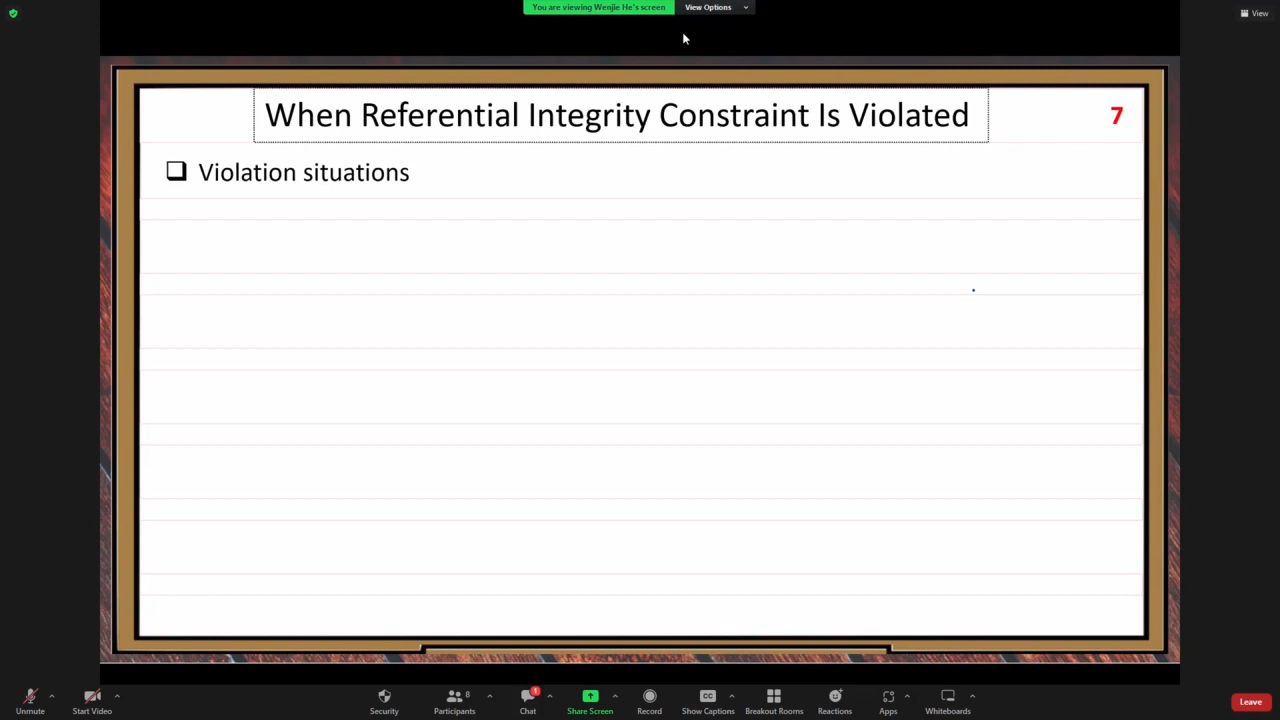 You are viewing Wenjie He's screen
View Options
View
When Referential Integrity Constraint Is Violated
7
Violation situations
8
1
CC
Unmute
Start Video
Security
Participants
Chat
Share Screen
Record
Show Captions
Breakout Rooms
Reactions
Apps
Whiteboards
Leave